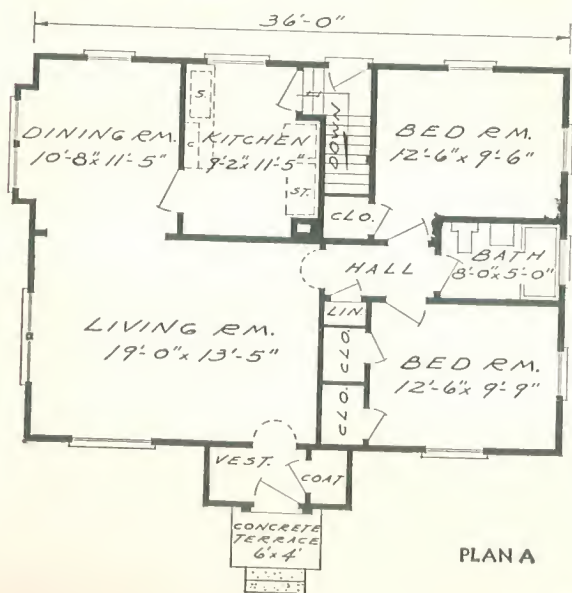 36'-0"
DINING RM.
10'-8" x 11'-5"
S.
C
KITCHEN
9'-2" x 11'-5"
ST.
DOWN
CLO.
BED RM.
12'-6" x 9'-6"
BATH
8'-0" x 5'-0"
HALL
LIVING RM.
19'-0" x 13'-5"
LIN.
CLO.
CLO.
BED RM.
12'-6" x 9'-9"
VEST.
COAT
CONCRETE
TERRACE
6' x 4'
PLAN A